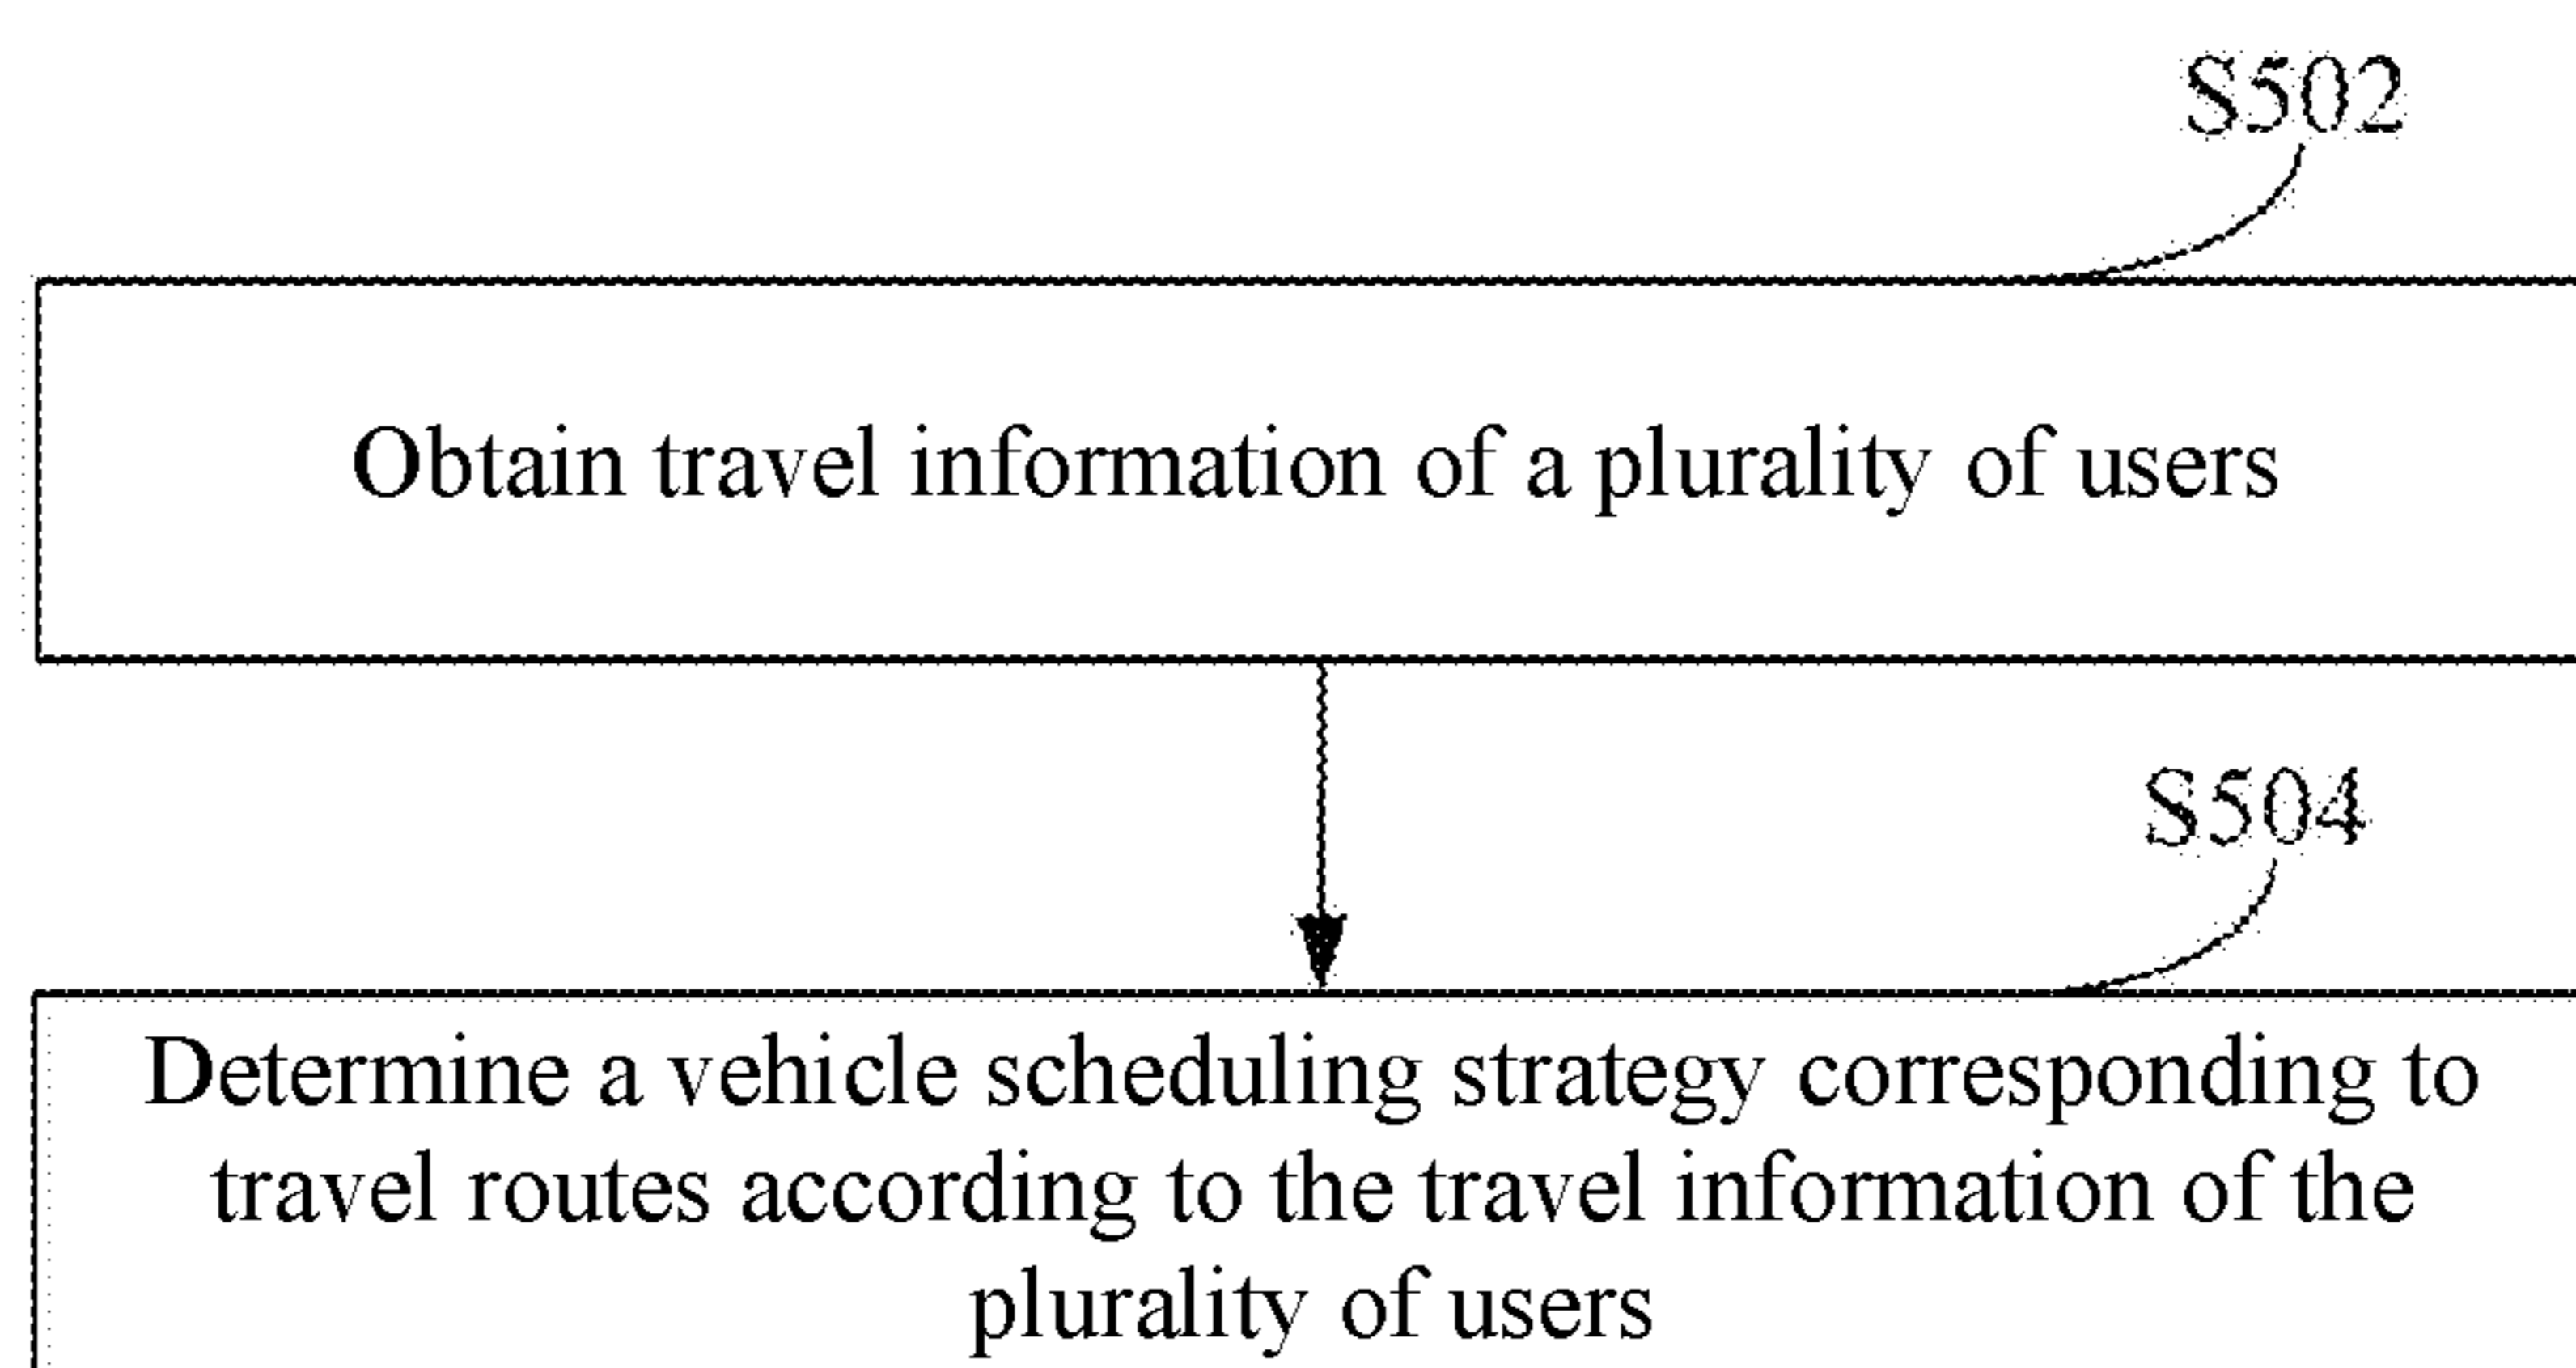 S502
Obtain travel information of a plurality of users
S504
Determine a vehicle scheduling strategy corresponding to
travel routes according to the travel information of the
plurality of users